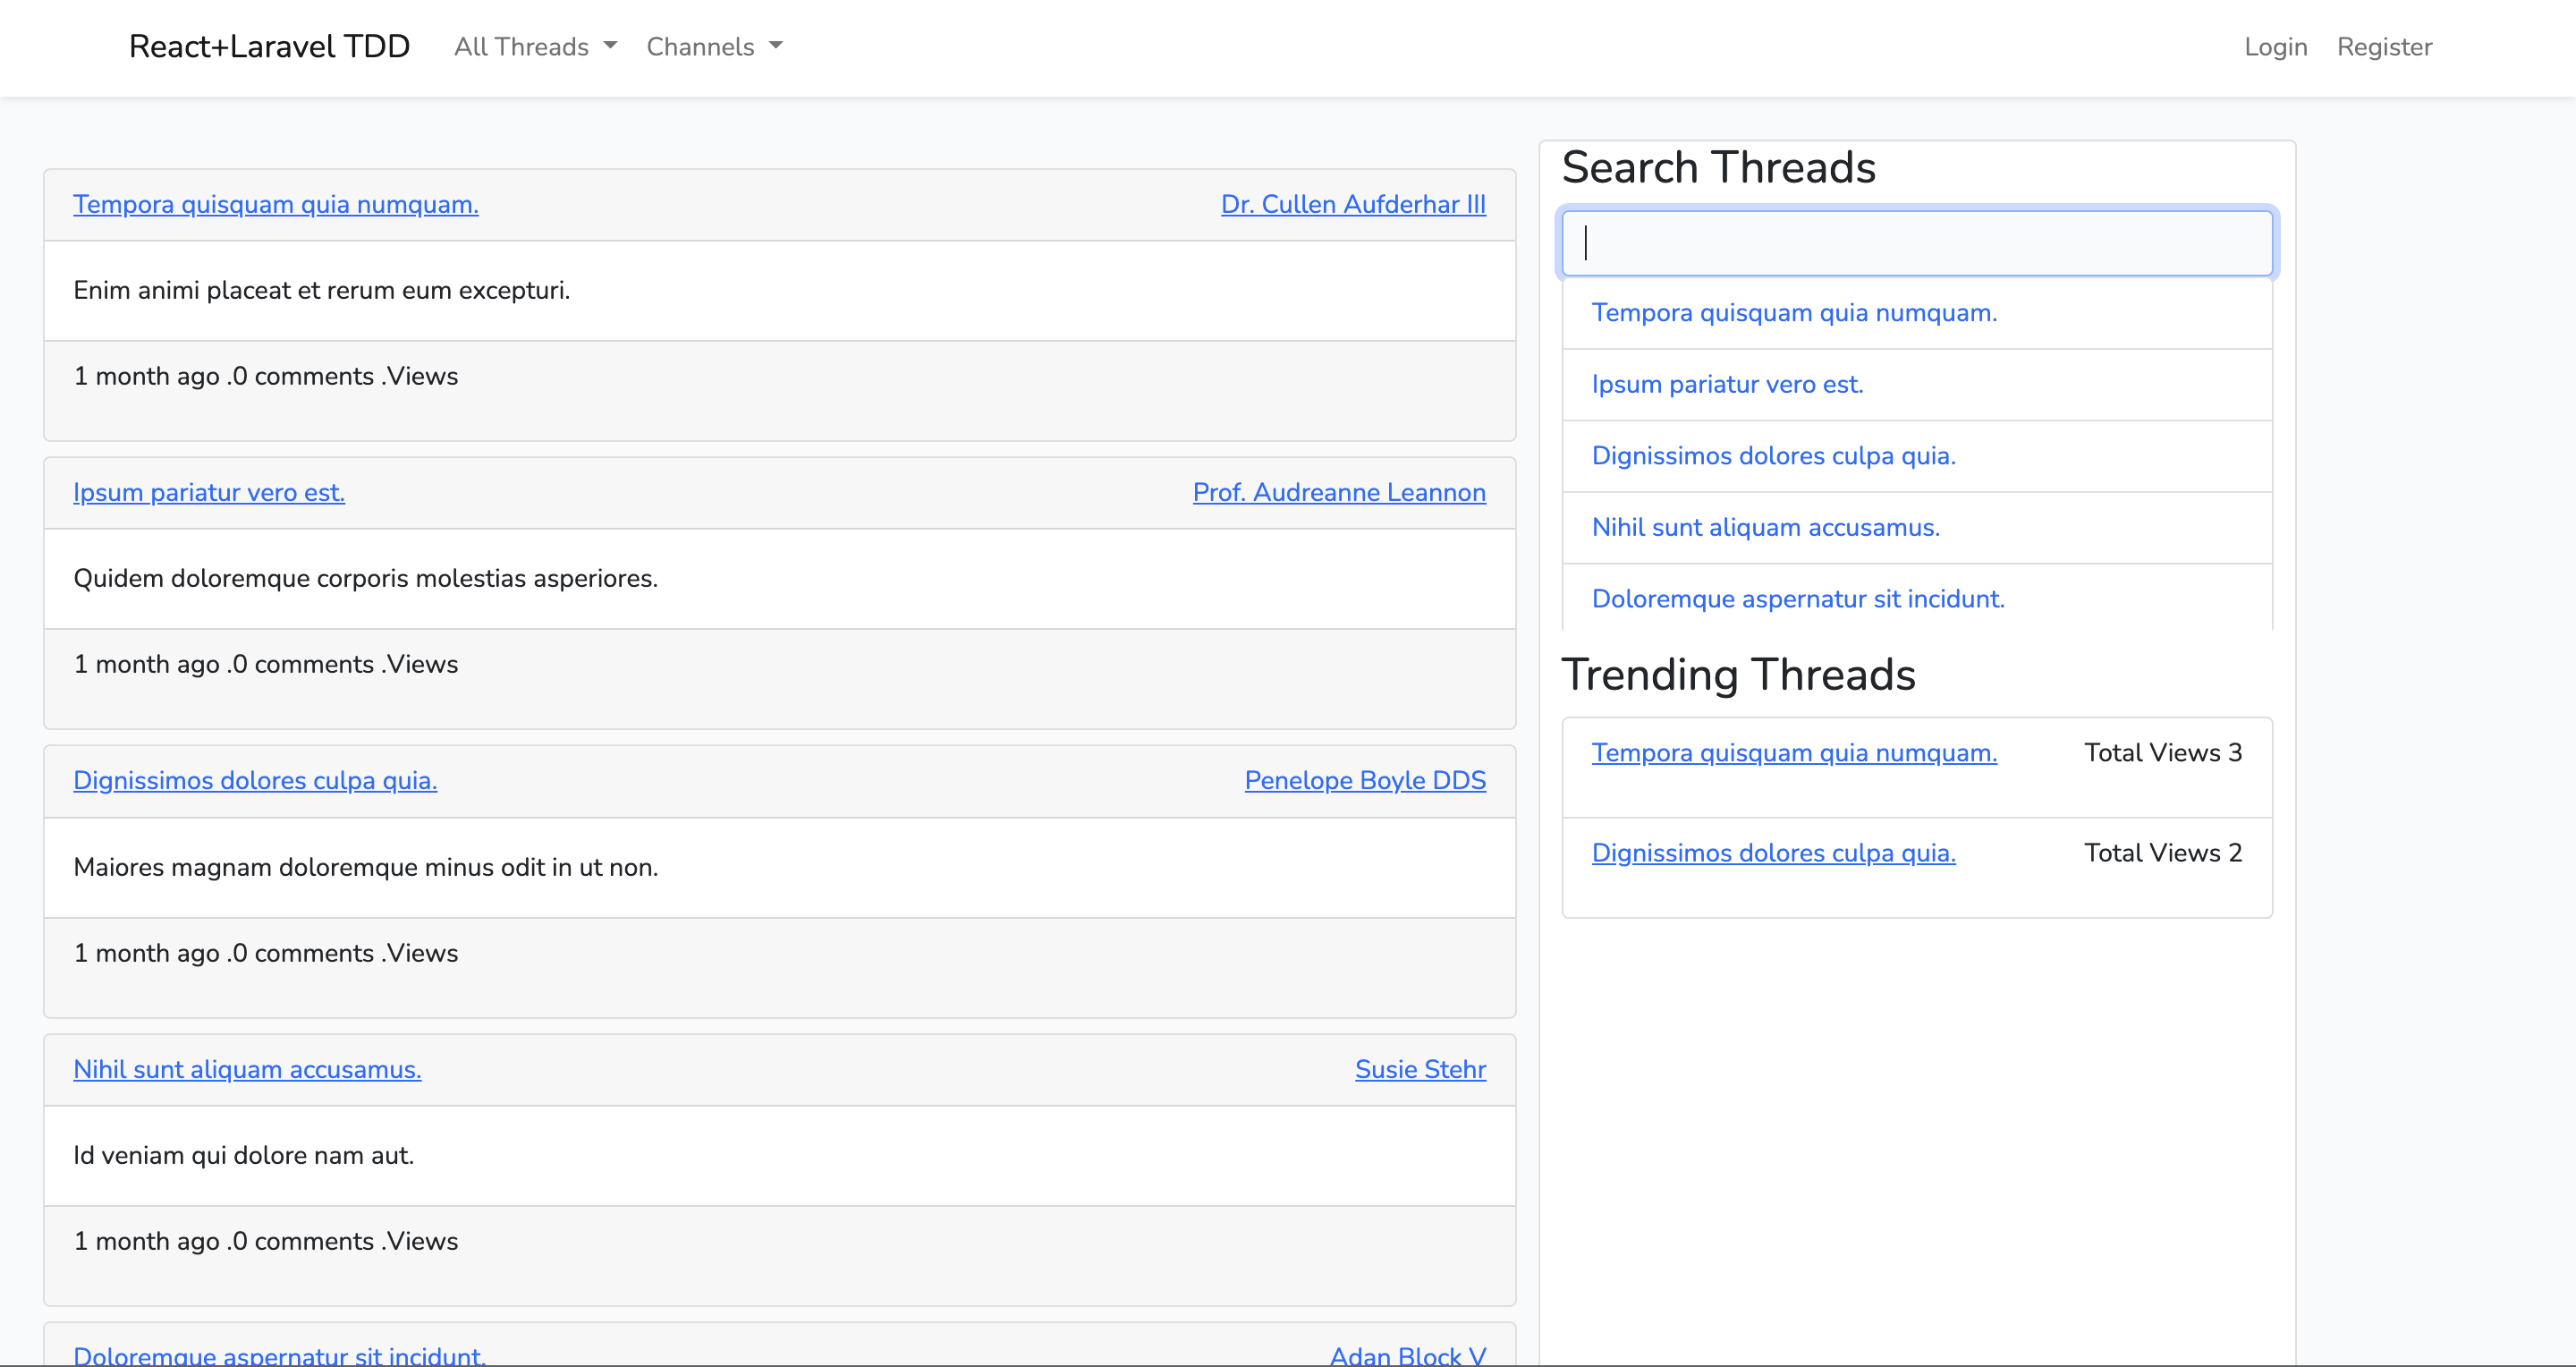 React+Laravel TDD All Threads Channels Login Register
Tempora quisquam quia numquam. Dr. Cullen Aufderhar III
Enim animi placeat et rerum eum excepturi.
1 month ago .0 comments .Views
Ipsum pariatur vero est. Prof. Audreanne Leannon
Quidem doloremque corporis molestias asperiores.
1 month ago .0 comments .Views
Dignissimos dolores culpa quia. Penelope Boyle DDS
Maiores magnam doloremque minus odit in ut non.
1 month ago .0 comments .Views
Nihil sunt aliquam accusamus. Susie Stehr
Id veniam qui dolore nam aut.
1 month ago .0 comments .Views
Doloremque aspernatur sit incidunt. Adan Block V
Search Threads
Tempora quisquam quia numquam.
Ipsum pariatur vero est.
Dignissimos dolores culpa quia.
Nihil sunt aliquam accusamus.
Doloremque aspernatur sit incidunt.
Trending Threads
Tempora quisquam quia numquam. Total Views 3
Dignissimos dolores culpa quia. Total Views 2